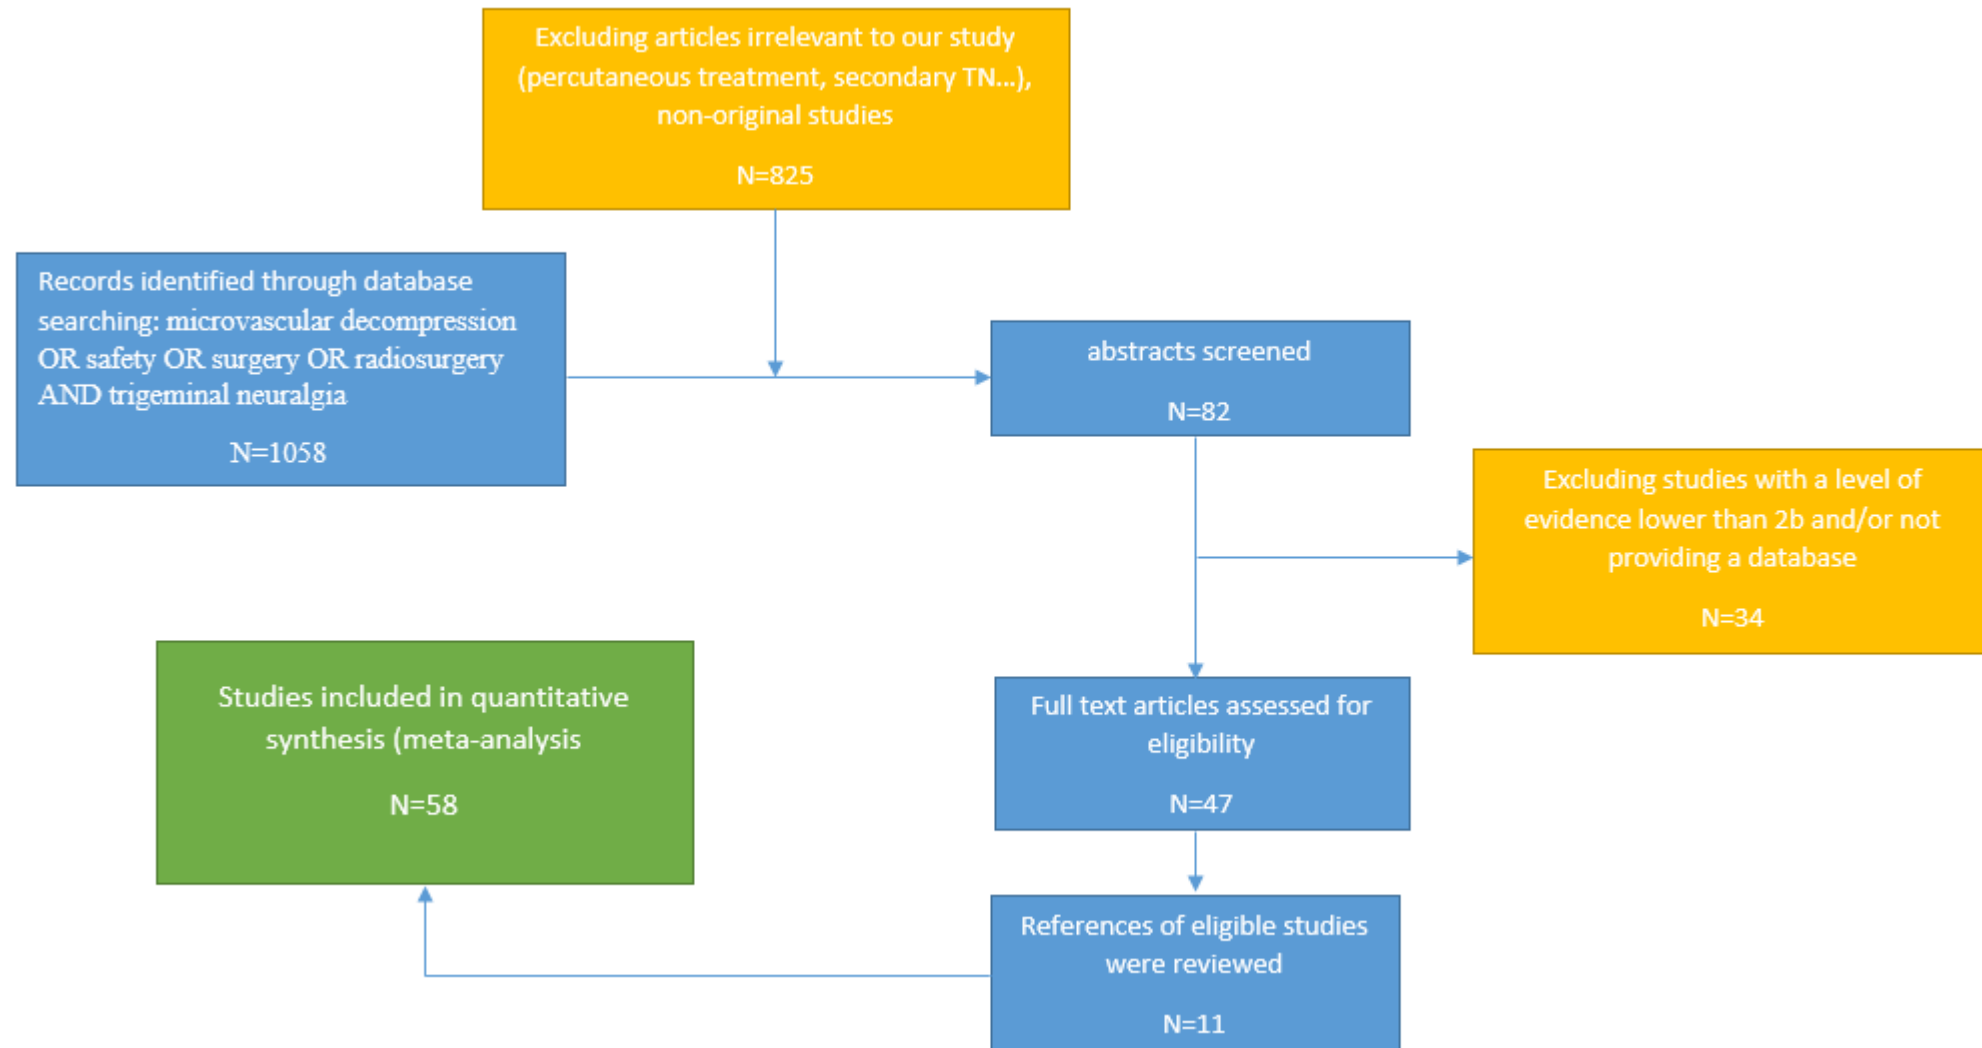 Excluding articles irrelevant to our study
(percutaneous treatment, secondary TN...),
non-original studies
N=825
Records identified through database
searching: microvascular decompression
OR safety OR surgery OR radiosurgery
AND trigeminal neuralgia
N=1058
abstracts screened
N=82
Excluding studies with a level of
evidence lower than 2b and/or not
providing a database
N=34
Full text articles assessed for
eligibility
N=47
References of eligible studies
were reviewed
N=11
Studies included in quantitative
synthesis (meta-analysis
N=58